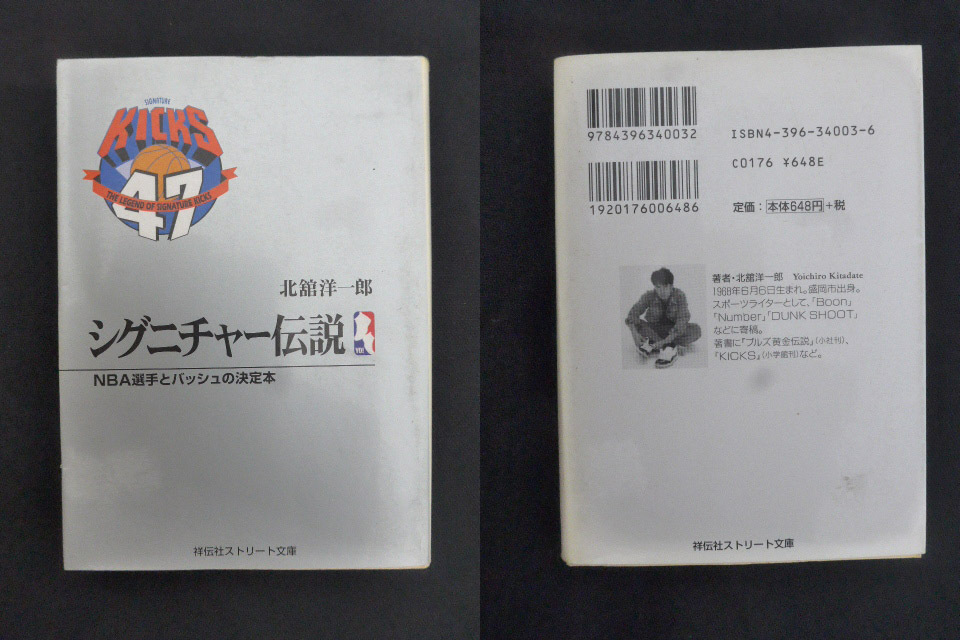 SIGNATURE
KICKS
THE LEGEND OF SIGNATURE KICKS
47
北舘洋一郎
シグニチャー伝説
YO!
NBA選手とバッシュの決定本
祥伝社ストリート文庫
9784396340032
ISBN4-396-34003-6
C0176 ¥648E
1920176006486
定価：本体648円+税
著者・北舘洋一郎 Yoichiro Kitadate
1968年6月6日生まれ。盛岡市出身。
スポーツライターとして、「Boon」
「Number」「DUNK SHOOT」
などに寄稿。
著書に『ブルズ黄金伝説』(小社刊)、
『KICKS』(小学館刊)など。
祥伝社ストリート文庫